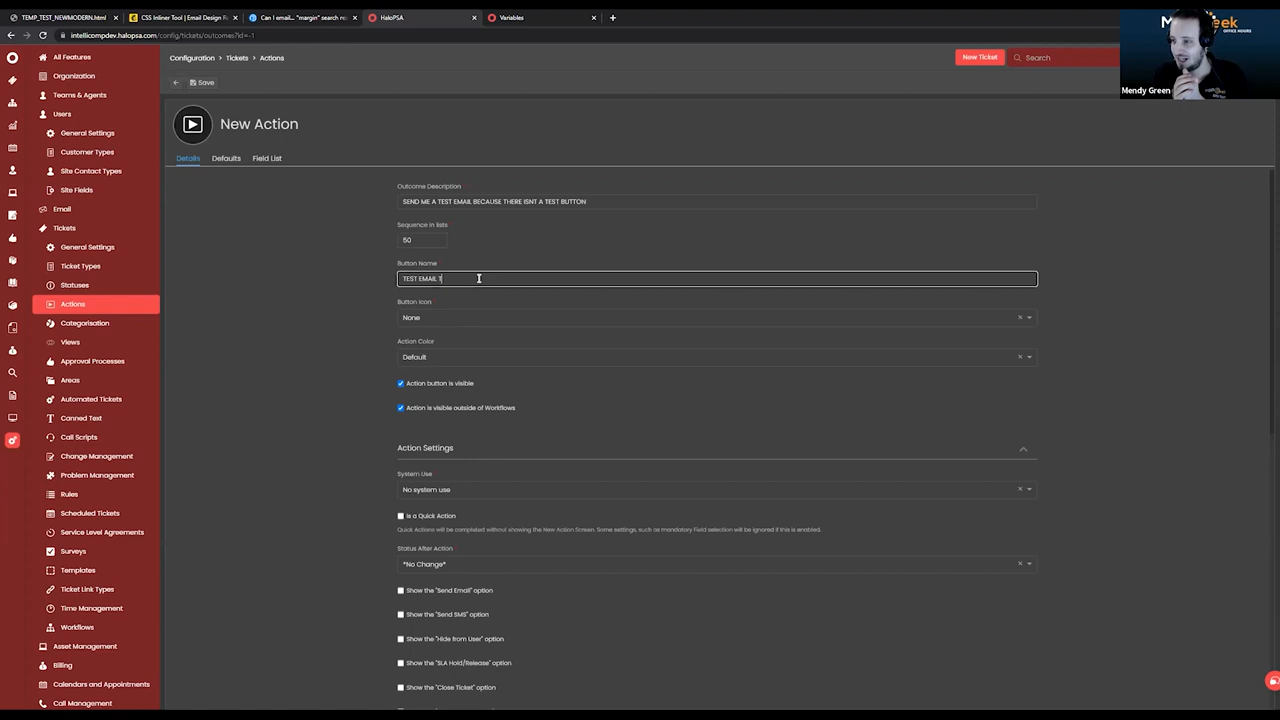 TEMP_TEST_NEWMODERN.html
CSS Inliner Tool | Email Design Re
Can I email... "margin" search re
HaloPSA
Variables
intellicompdev.halopsa.com/config/tickets/outcomes?id=-1
Mendy Green
OFFICE HOURS
Configuration > Tickets > Actions
New Ticket
Search
Save
New Action
Details
Defaults
Field List
All Features
Organization
Teams & Agents
Users
General Settings
Customer Types
Site Contact Types
Site Fields
Email
Tickets
General Settings
Ticket Types
Statuses
Actions
Categorisation
Views
Approval Processes
Areas
Automated Tickets
Canned Text
Call Scripts
Change Management
Problem Management
Rules
Scheduled Tickets
Service Level Agreements
Surveys
Templates
Ticket Link Types
Time Management
Workflows
Asset Management
Billing
Calendars and Appointments
Call Management
Outcome Description
SEND ME A TEST EMAIL BECAUSE THERE ISNT A TEST BUTTON
Sequence in lists
50
Button Name
TEST EMAIL T
Button Icon
None
Action Color
Default
Action button is visible
Action is visible outside of Workflows
Action Settings
System Use
No system use
Is a Quick Action
Quick Actions will be completed without showing the New Action Screen. Some settings, such as mandatory Field selection will be ignored if this is enabled.
Status After Action
*No Change*
Show the "Send Email" option
Show the "Send SMS" option
Show the "Hide from User" option
Show the "SLA Hold/Release" option
Show the "Close Ticket" option